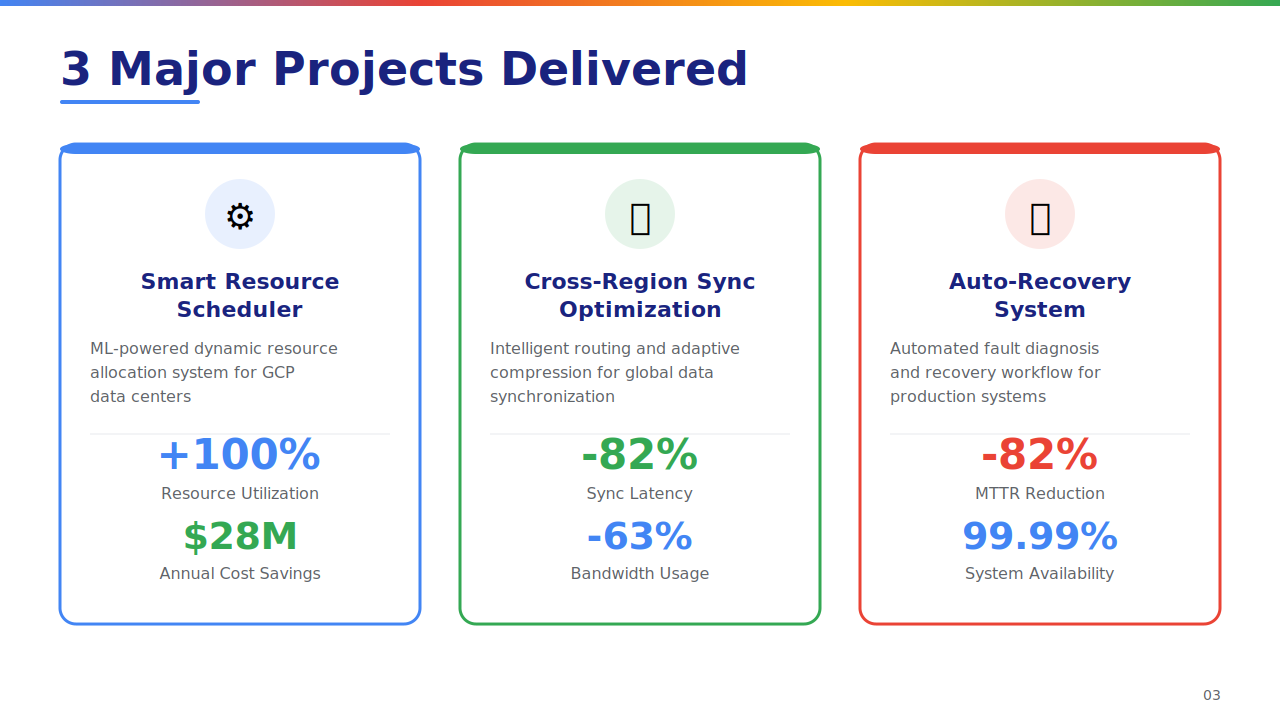 3 Major Projects Delivered
Smart Resource
Scheduler
ML-powered dynamic resource
allocation system for GCP
data centers
+100%
Resource Utilization
$28M
Annual Cost Savings
Cross-Region Sync
Optimization
Intelligent routing and adaptive
compression for global data
synchronization
-82%
Sync Latency
-63%
Bandwidth Usage
Auto-Recovery
System
Automated fault diagnosis
and recovery workflow for
production systems
-82%
MTTR Reduction
99.99%
System Availability
03